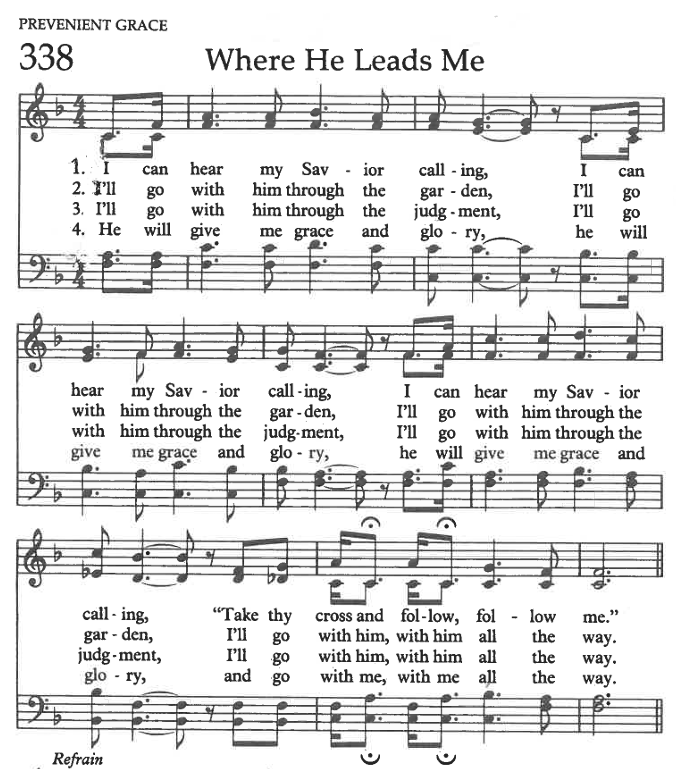 PREVENIENT GRACE
338 Where He Leads Me
1. I can hear my Sav - ior call - ing, I can
2. I'll go with him through the gar - den, I'll go
3. I'll go with him through the judg - ment, I'll go
4. He will give me grace and glo - ry, he will
hear my Sav - ior call - ing, I can hear my Sav - ior
with him through the gar - den, I'll go with him through the
with him through the judg - ment, I'll go with him through the
give me grace and glo - ry, he will give me grace and
call - ing, "Take thy cross and fol - low, fol - low me."
gar - den, I'll go with him, with him all the way.
judg - ment, I'll go with him, with him all the way.
glo - ry, and go with me, with me all the way.
Refrain